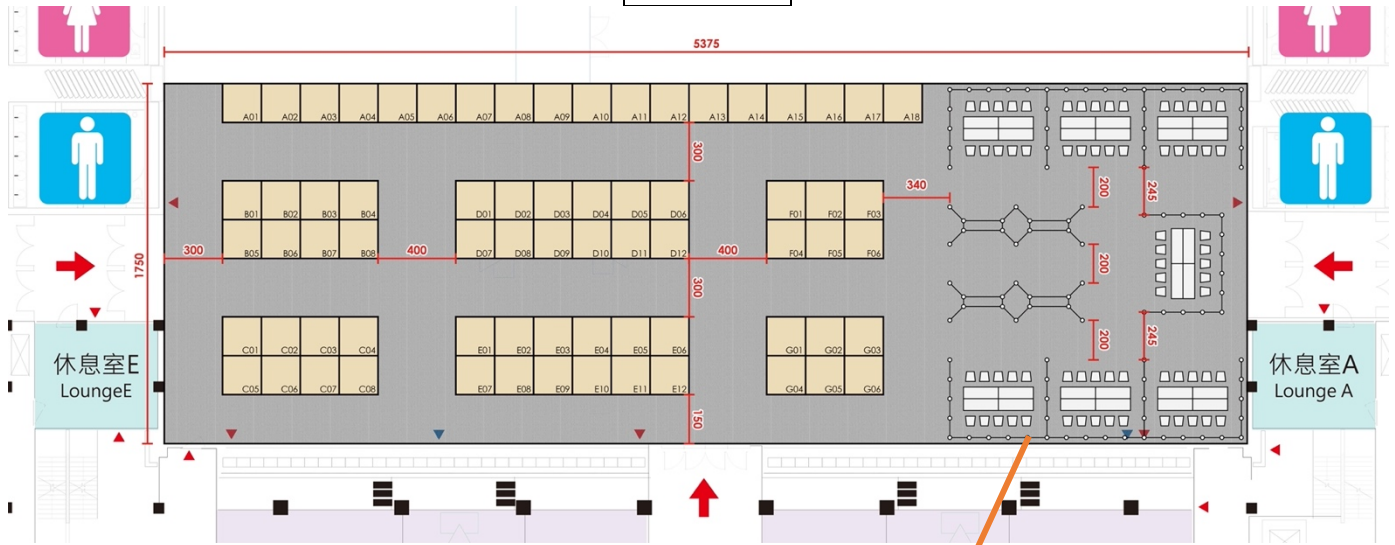 5375
A01 A02 A03 A04 A05 A06 A07 A08 A09 A10 A11 A12 A13 A14 A15 A16 A17 A18
300
200
245
340
B01 B02 B03 B04
D01 D02 D03 D04 D05 D06
F01 F02 F03
1750
300
B05 B06 B07 B08
400
D07 D08 D09 D10 D11 D12
400
F04 F05 F06
200
300
C01 C02 C03 C04
E01 E02 E03 E04 E05 E06
G01 G02 G03
200
245
休息室E
LoungeE
休息室A
Lounge A
C05 C06 C07 C08
E07 E08 E09 E10 E11 E12
G04 G05 G06
150